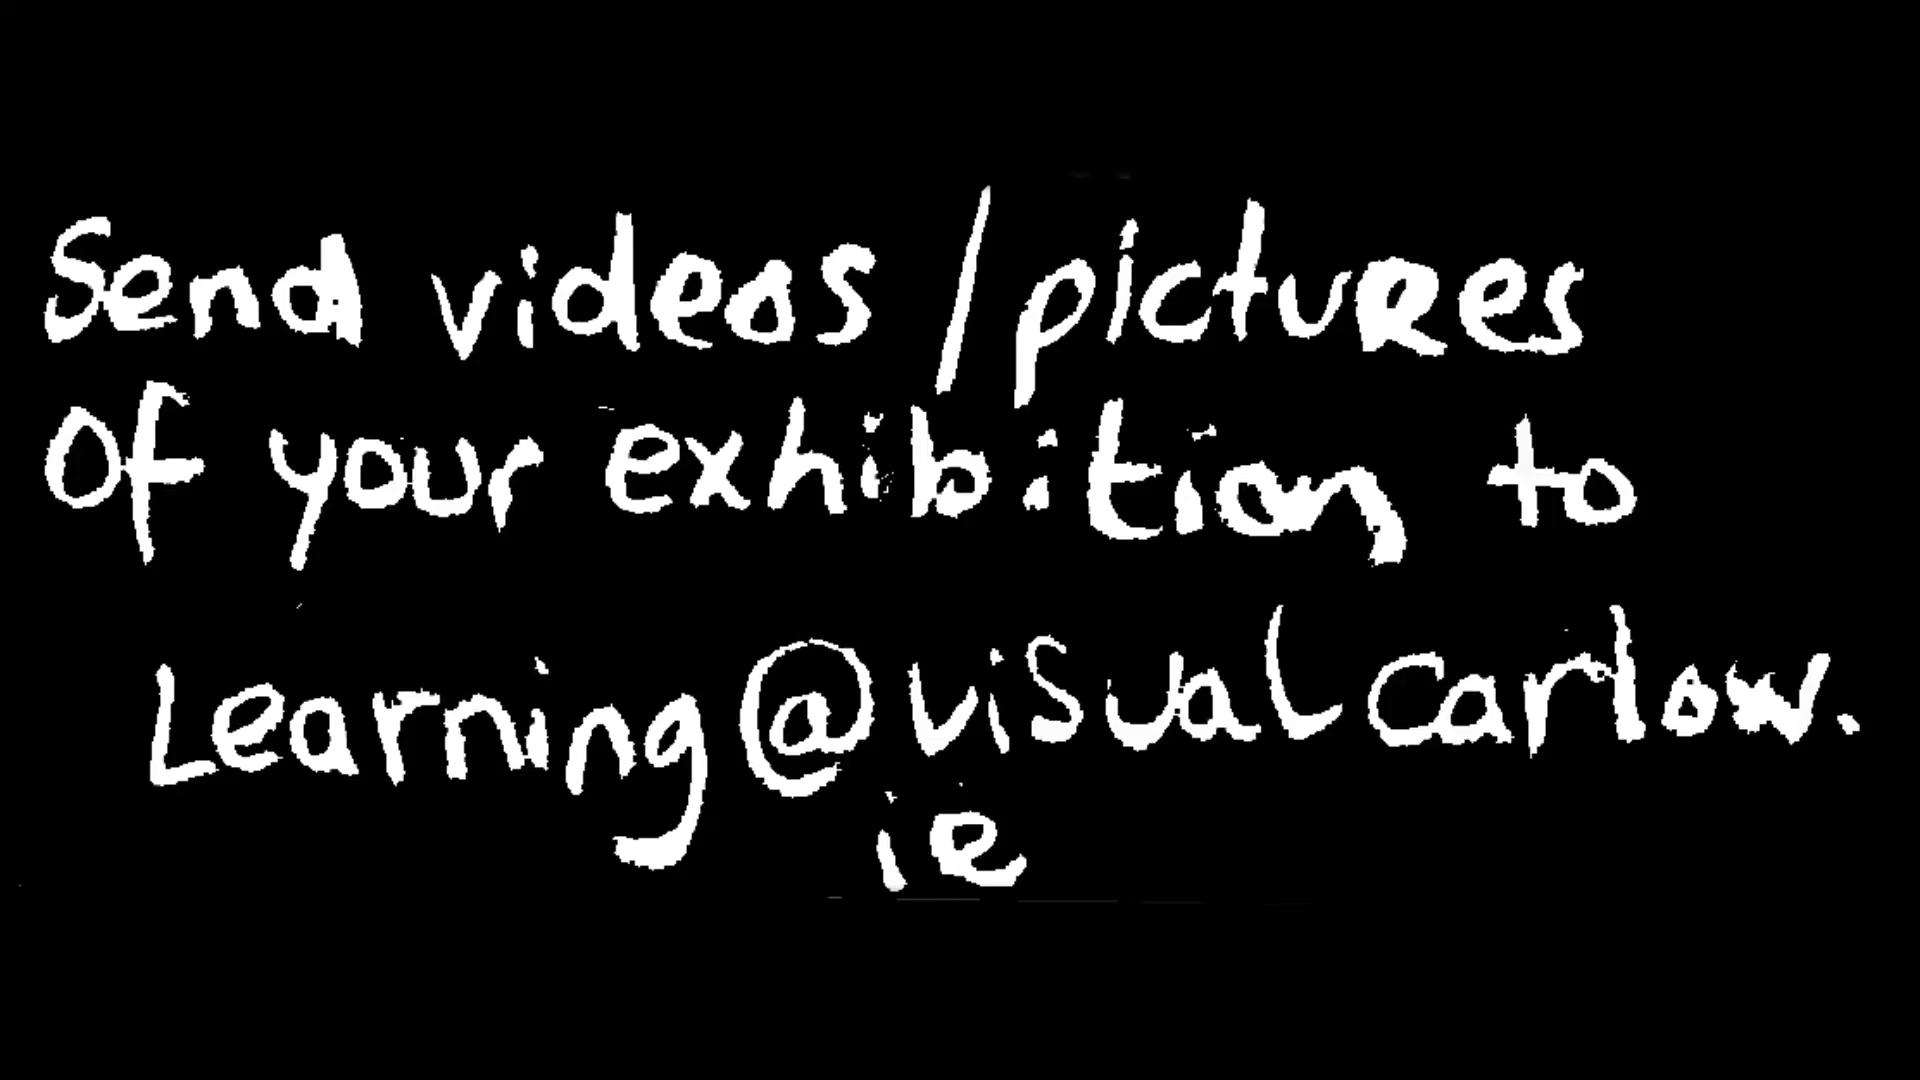 Send videos/pictures
Of your exhibition to
Learning@visualcarlow.
ie